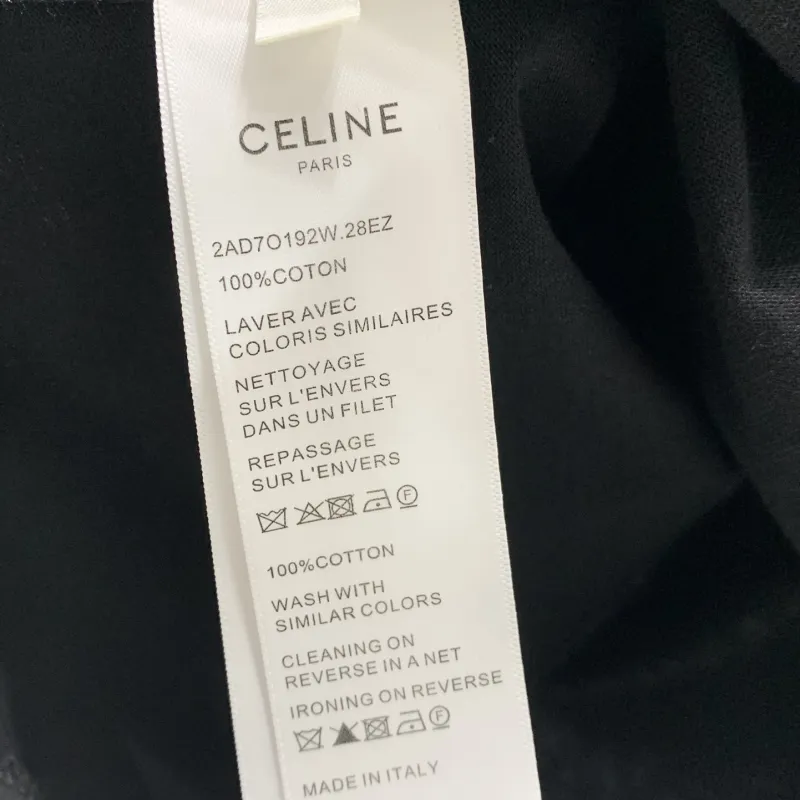 CELINE
PARIS
2AD7O192W.28EZ
100%COTON
LAVER AVEC
COLORIS SIMILAIRES
NETTOYAGE
SUR L'ENVERS
DANS UN FILET
REPASSAGE
SUR L'ENVERS
F
100%COTTON
WASH WITH
SIMILAR COLORS
CLEANING ON
REVERSE IN A NET
IRONING ON REVERSE
F
MADE IN ITALY